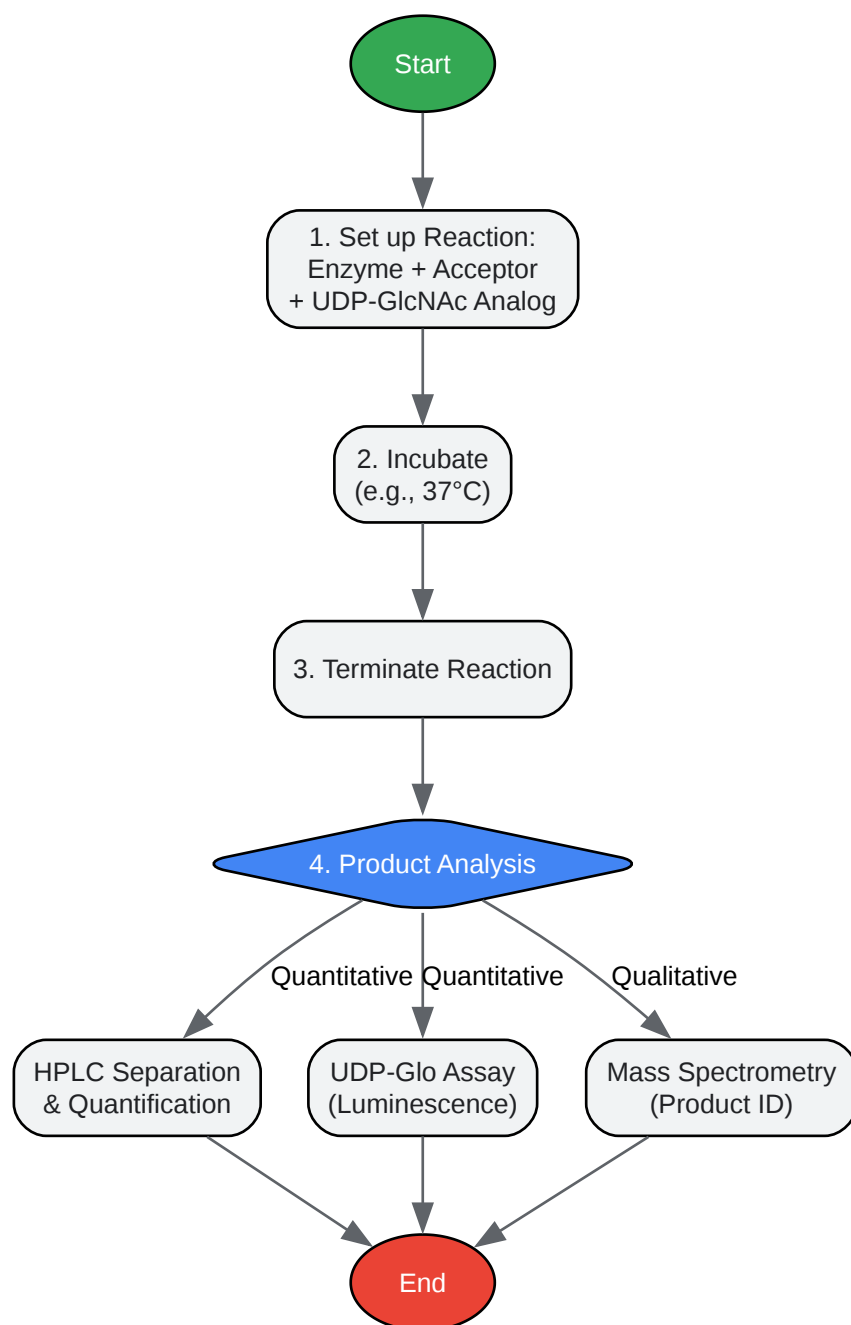 Start
1. Set up Reaction:
Enzyme + Acceptor
+ UDP-GlcNAc Analog
2. Incubate
(e.g., 37°C)
3. Terminate Reaction
4. Product Analysis
Quantitative
Quantitative
Qualitative
HPLC Separation
& Quantification
UDP-Glo Assay
(Luminescence)
Mass Spectrometry
(Product ID)
End